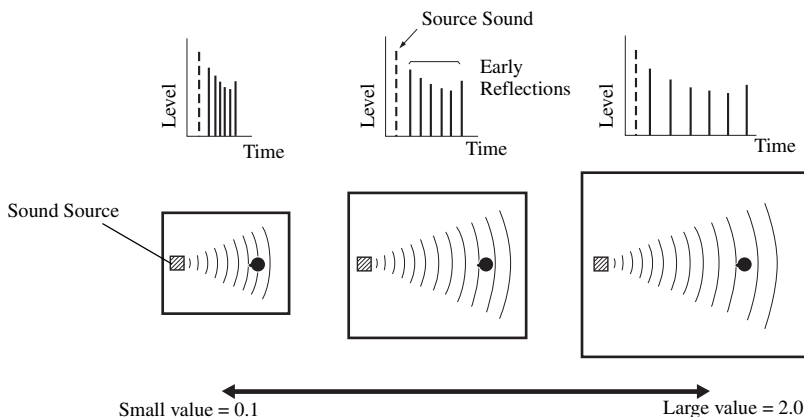 Source Sound
Level
Time
Level
Early
Reflections
Time
Level
Time
Sound Source
Small value = 0.1
Large value = 2.0